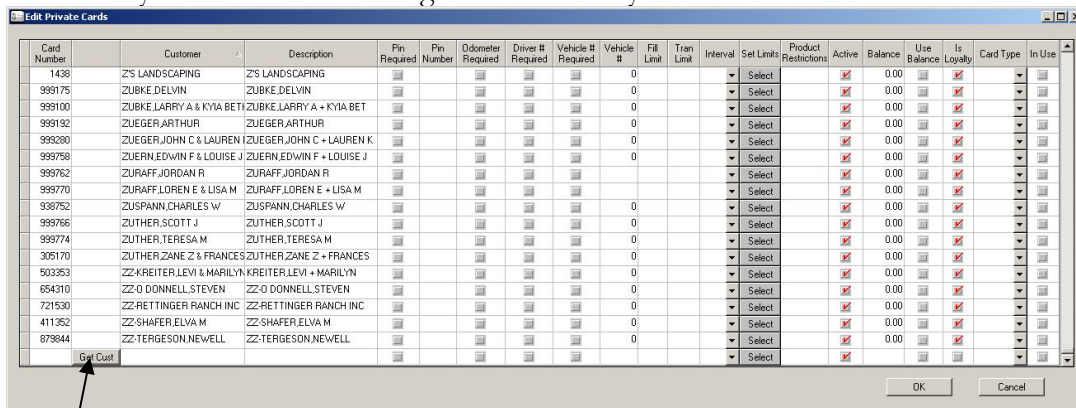 Edit Private Cards
Card Number Customer Description Pin Required Pin Number Odometer Required Driver # Required Vehicle # Required Vehicle # Fill Limit Tran Limit Interval Set Limits Product Restrictions Active Balance Use Balance Is Loyalty Card Type In Use
1438 Z'S LANDSCAPING Z'S LANDSCAPING 0 Select 0.00
999175 ZUBKE,DELVIN ZUBKE,DELVIN 0 Select 0.00
999100 ZUBKE,LARRY A & KYIA BET ZUBKE,LARRY A + KYIA BET 0 Select 0.00
999192 ZUEGER,ARTHUR ZUEGER,ARTHUR 0 Select 0.00
999280 ZUEGER,JOHN C & LAUREN ZUEGER,JOHN C + LAUREN K 0 Select 0.00
999758 ZUERN,EDWIN F & LOUISE J ZUERN,EDWIN F + LOUISE J 0 Select 0.00
999762 ZURAFF,JORDAN R ZURAFF,JORDAN R Select 0.00
999770 ZURAFF,LOREN E & LISA M ZURAFF,LOREN E + LISA M Select 0.00
938752 ZUSPANN,CHARLES W ZUSPANN,CHARLES W 0 Select 0.00
999766 ZUTHER,SCOTT J ZUTHER,SCOTT J 0 Select 0.00
999774 ZUTHER,TERESA M ZUTHER,TERESA M 0 Select 0.00
305170 ZUTHER,ZANE Z & FRANCES ZUTHER,ZANE Z + FRANCES 0 Select 0.00
503353 ZZ-KREITER,LEVI & MARILYN KREITER,LEVI + MARILYN 0 Select 0.00
654310 ZZ-O DONNELL,STEVEN ZZ-O DONNELL,STEVEN 0 Select 0.00
721530 ZZ-RETTINGER RANCH INC ZZ-RETTINGER RANCH INC 0 Select 0.00
411352 ZZ-SHAFER,ELVA M ZZ-SHAFER,ELVA M 0 Select 0.00
879844 ZZ-TERGESON,NEWELL ZZ-TERGESON,NEWELL 0 Select 0.00
Get Cust Select
OK Cancel